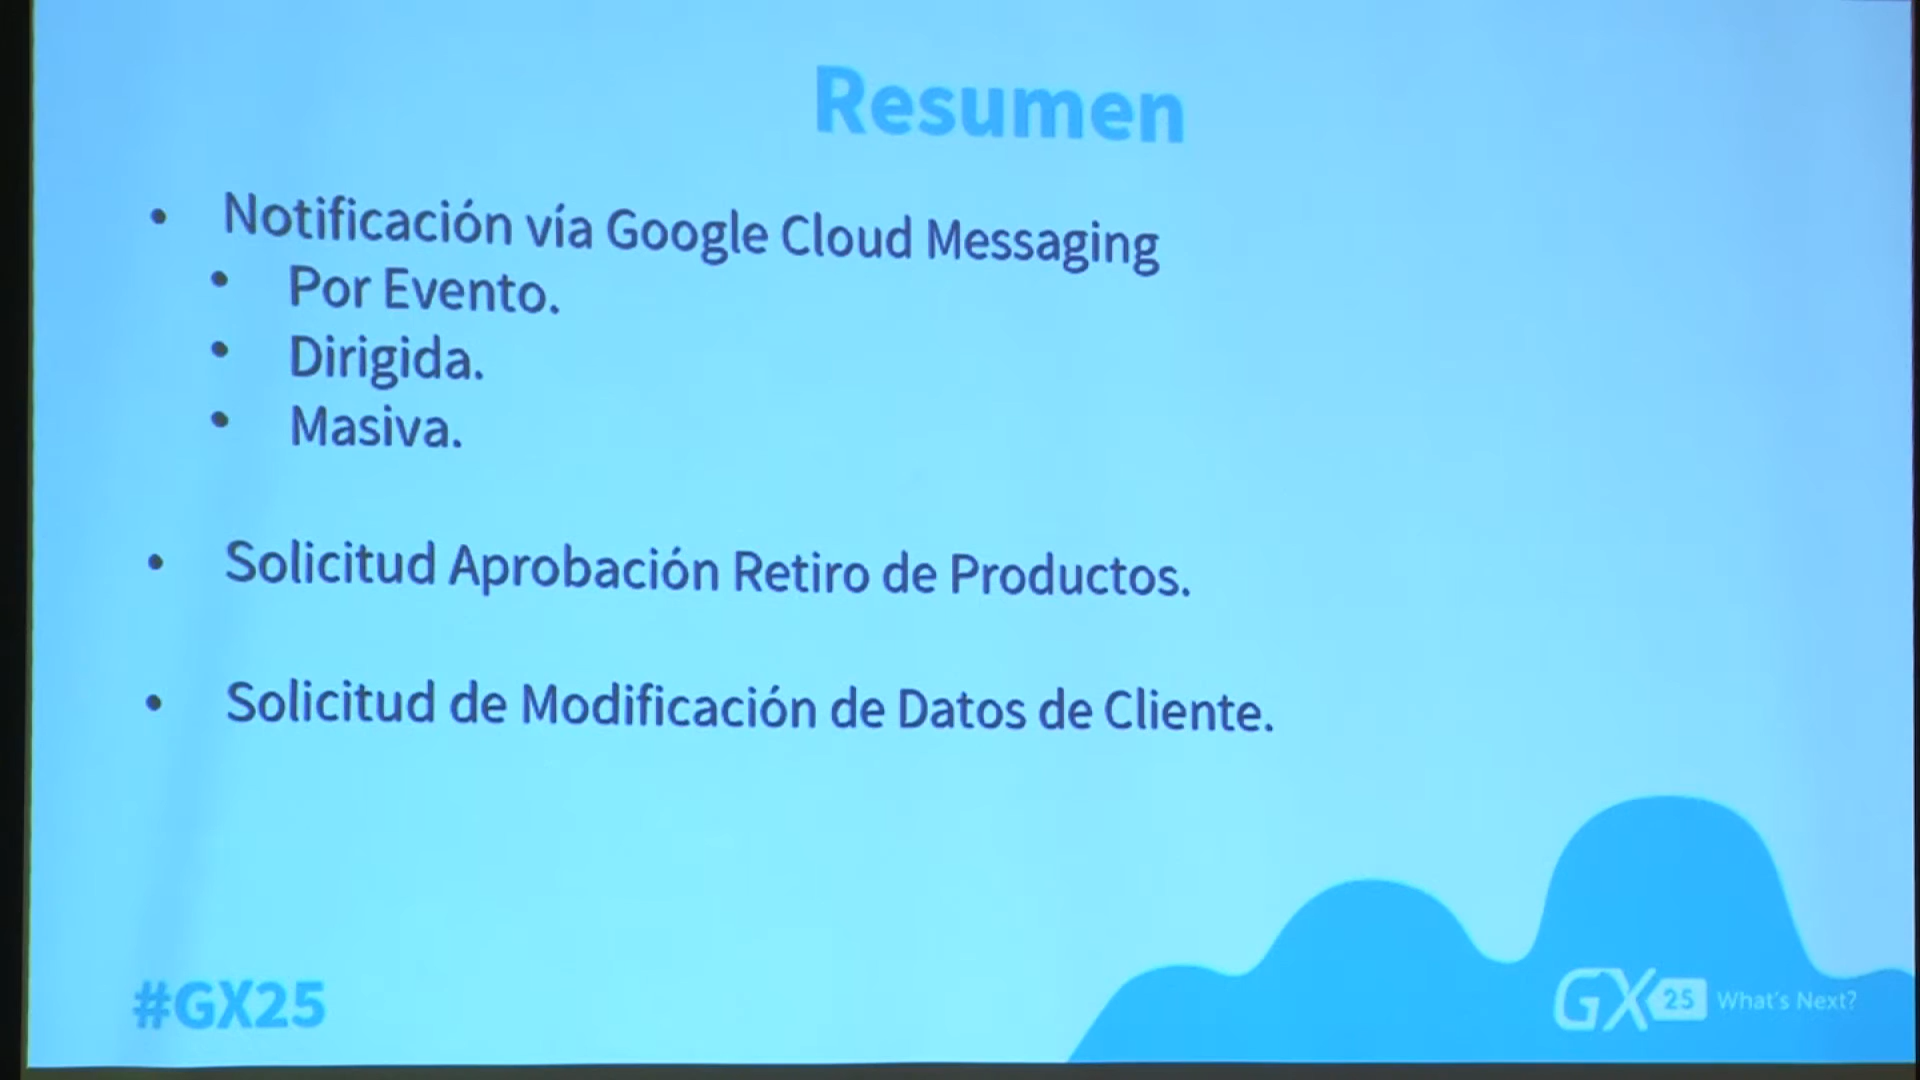 Resumen
• Notificación vía Google Cloud Messaging
• Por Evento.
• Dirigida.
• Masiva.
• Solicitud Aprobación Retiro de Productos.
• Solicitud de Modificación de Datos de Cliente.
#GX25
GX 25 What's Next?